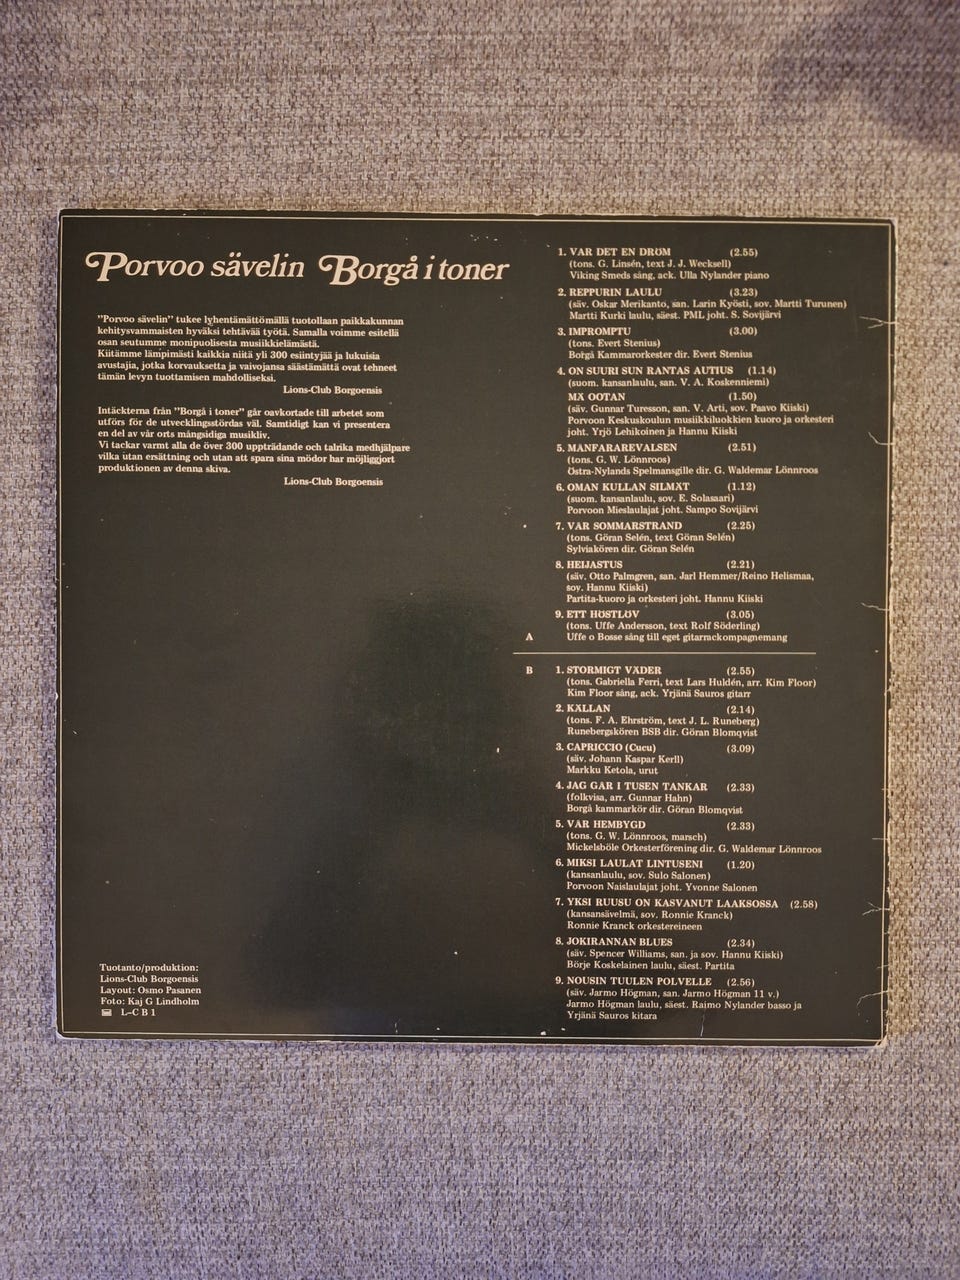 Porvoo sävelin Borgå i toner
"Porvoo sävelin" tukee lyhentämättömällä tuotollaan paikkakunnan
kehitysvammaisten hyväksi tehtävää työtä. Samalla voimme esitellä
osan seutumme monipuolisesta musiikkielämästä.
Kiitämme lämpimästi kaikkia niitä yli 300 esiintyjää ja lukuisia
avustajia, jotka korvauksetta ja vaivojansa säästämättä ovat tehneet
tämän levyn tuottamisen mahdolliseksi.
Lions-Club Borgoensis
Intäckterna från "Borgå i toner" går oavkortade till arbetet som
utförs för de utvecklingsstördas väl. Samtidigt kan vi presentera
en del av vår orts mångsidiga musikliv.
Vi tackar varmt alla de över 300 uppträdande och talrika medhjälpare
vilka utan ersättning och utan att spara sina mödor har möjliggjort
produktionen av denna skiva.
Lions-Club Borgoensis
Tuotanto/produktion:
Lions-Club Borgoensis
Layout: Osmo Pasanen
Foto: Kaj G Lindholm
L-C B 1
1. VAR DET EN DRÖM (2.55)
(tons. G. Linsén, text J. J. Wecksell)
Viking Smeds sång, ack. Ulla Nylander piano
2. REPPURIN LAULU (3.23)
(säv. Oskar Merikanto, san. Larin Kyösti, sov. Martti Turunen)
Martti Kurki laulu, säest. PML joht. S. Sovijärvi
3. IMPROMPTU (3.00)
(tons. Evert Stenius)
Borgå Kammarorkester dir. Evert Stenius
4. ON SUURI SUN RANTAS AUTIUS (1.14)
(suom. kansanlaulu, san. V. A. Koskenniemi)
MÄ OOTAN (1.50)
(säv. Gunnar Turesson, san. V. Arti, sov. Paavo Kiiski)
Porvoon Keskuskoulun musiikkiluokkien kuoro ja orkesteri
joht. Yrjö Lehikoinen ja Hannu Kiiski
5. MANFARAREVALSEN (2.51)
(tons. G. W. Lönnroos)
Östra-Nylands Spelmansgille dir. G. Waldemar Lönnroos
6. OMAN KULLAN SILMÄT (1.12)
(suom. kansanlaulu, sov. E. Solasaari)
Porvoon Mieslaulajat joht. Sampo Sovijärvi
7. VÅR SOMMARSTRAND (2.25)
(tons. Göran Selén, text Göran Selén)
Sylviakören dir. Göran Selén
8. HEIJASTUS (2.21)
(säv. Otto Palmgren, san. Jarl Hemmer/Reino Helismaa,
soy. Hannu Kiiski)
Partita-kuoro ja orkesteri joht. Hannu Kiiski
9. ETT HÖSTLÖV (3.05)
(tons. Uffe Andersson, text Rolf Söderling)
A Uffe o Bosse sång till eget gitarrackompagnemang
B 1. STORMIGT VÄDER (2.55)
(tons. Gabriella Ferri, text Lars Huldén, arr. Kim Floor)
Kim Floor sång, ack. Yrjänä Sauros gitarr
2. KÄLLAN (2.14)
(tons. F. A. Ehrström, text J. L. Runeberg)
Runebergskören BSB dir. Göran Blomqvist
3. CAPRICCIO (Cucu) (3.09)
(säv. Johann Kaspar Kerll)
Markku Ketola, urut
4. JAG GÅR I TUSEN TANKAR (2.33)
(folkvisa, arr. Gunnar Hahn)
Borgå kammarkör dir. Göran Blomqvist
5. VÅR HEMBYGD (2.33)
(tons. G. W. Lönnroos, marsch)
Mickelsböle Orkesterförening dir. G. Waldemar Lönnroos
6. MIKSI LAULAT LINTUSENI (1.20)
(kansanlaulu, sov. Sulo Salonen)
Porvoon Naislaulajat joht. Yvonne Salonen
7. YKSI RUUSU ON KASVANUT LAAKSOSSA (2.58)
(kansansävelmä, sov. Ronnie Kranck)
Ronnie Kranck orkestereineen
8. JOKIRANNAN BLUES (2.34)
(säv. Spencer Williams, san. ja sov. Hannu Kiiski)
Börje Koskelainen laulu, säest. Partita
9. NOUSIN TUULEN POLVELLE (2.56)
(säv. Jarmo Högman, san. Jarmo Högman 11 v.)
Jarmo Högman laulu, säest. Raimo Nylander basso ja
Yrjänä Sauros kitara